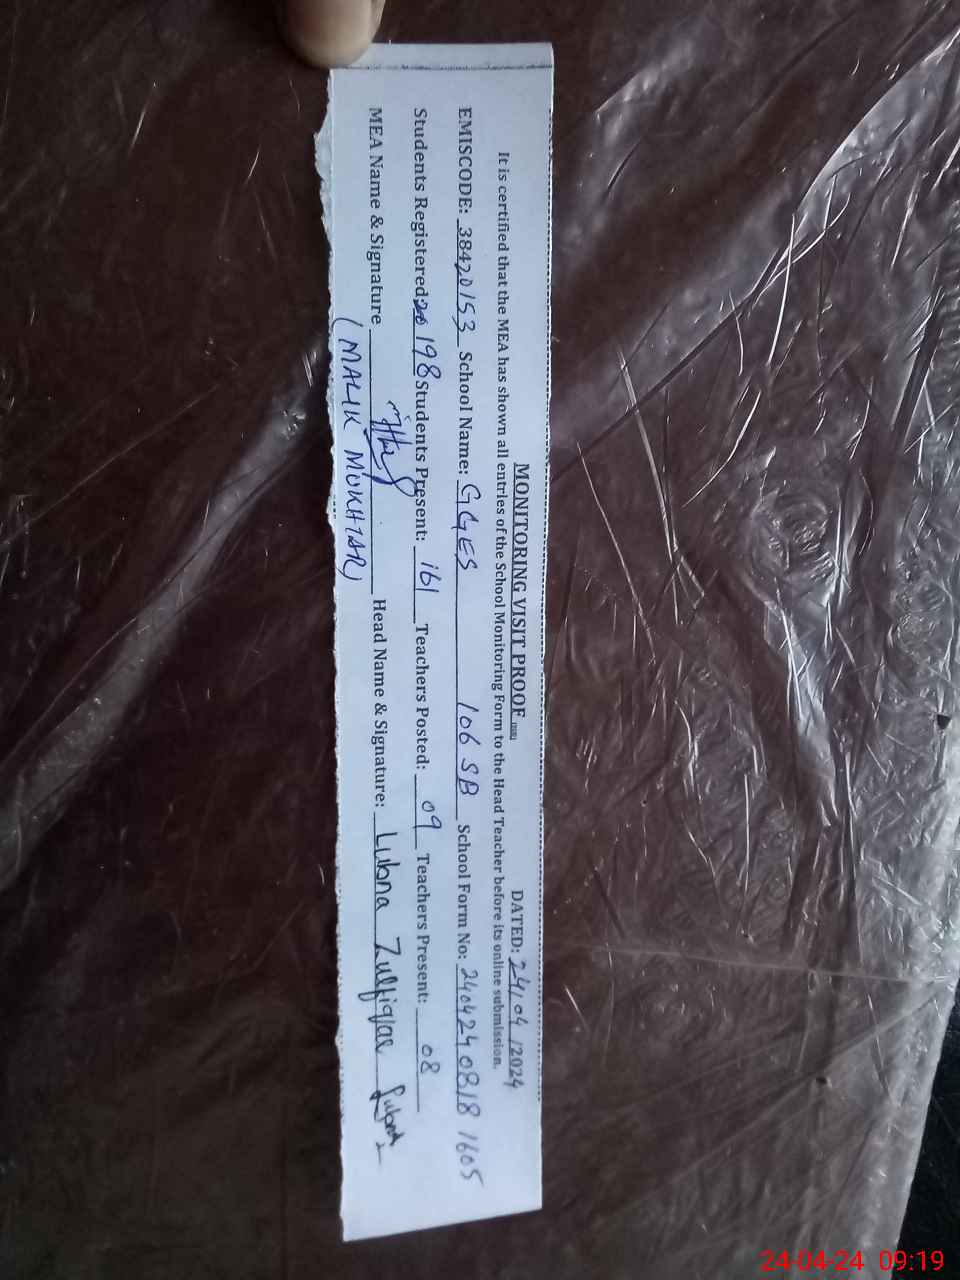 MONITORING VISIT PROOF DATED: 24/04/2024
It is certified that the MEA has shown all entries of the School Monitoring Form to the Head Teacher before its online submission.
EMISCODE: 38420153 School Name: GGES 106 SB School Form No: 240424 0818 1605
Students Registered: 198 Students Present: 161 Teachers Posted: 09 Teachers Present: 08
MEA Name & Signature Head Name & Signature: Lubna Zulfiqar Lubna
(MALIK MUKHTAR)
24-04-24 09:19